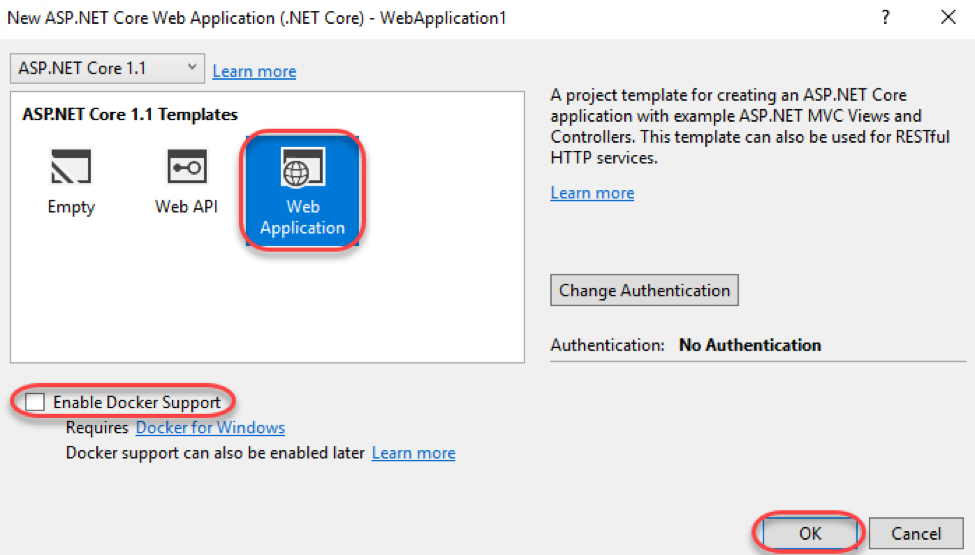 New ASP.NET Core Web Application (.NET Core) - WebApplication1
?
ASP.NET Core 1.1
Learn more
ASP.NET Core 1.1 Templates
Empty
Web API
Web
Application
A project template for creating an ASP.NET Core
application with example ASP.NET MVC Views and
Controllers. This template can also be used for RESTful
HTTP services.
Learn more
Change Authentication
Authentication: No Authentication
Enable Docker Support
Requires Docker for Windows
Docker support can also be enabled later Learn more
OK
Cancel